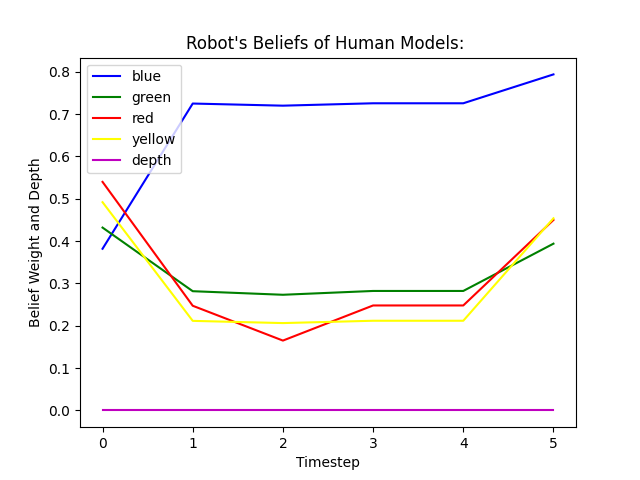 Robot's Beliefs of Human Models:
blue
green
red
yellow
depth
Belief Weight and Depth
0.8
0.7
0.6
0.5
0.4
0.3
0.2
0.1
0.0
0 1 2 3 4 5
Timestep